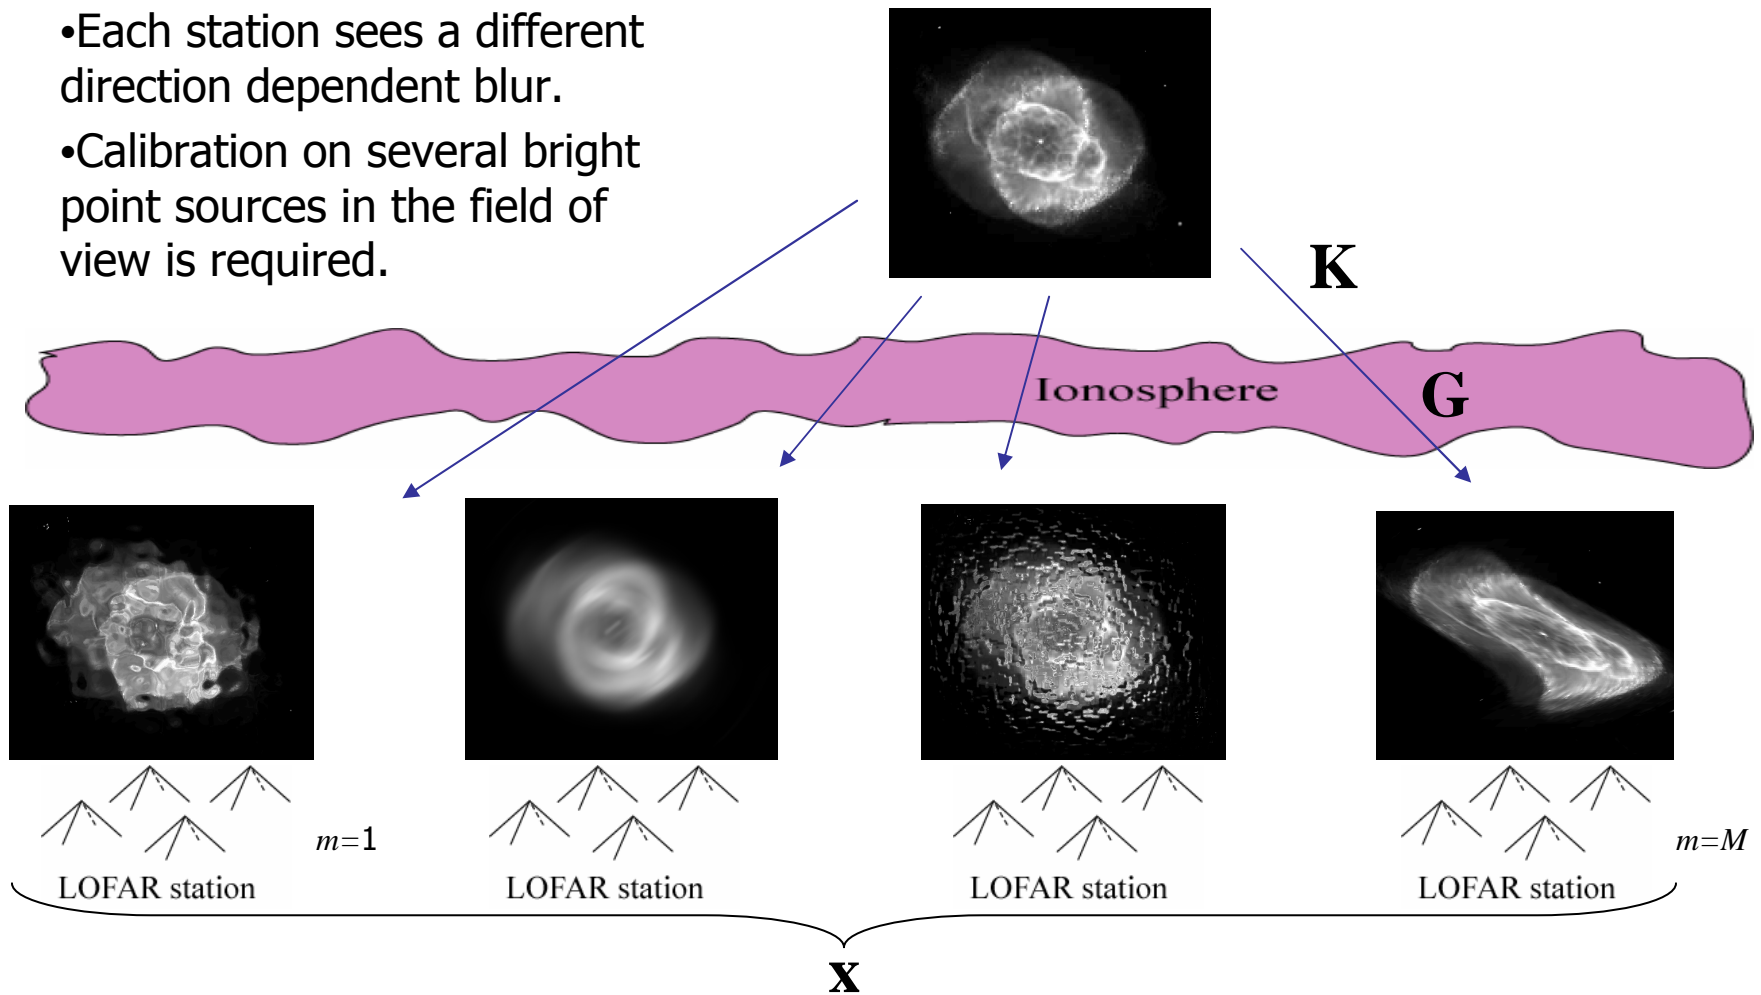 •Each station sees a different
direction dependent blur.
•Calibration on several bright
point sources in the field of
view is required.
K
Ionosphere
G
m=1
m=M
LOFAR station
LOFAR station
LOFAR station
LOFAR station
x